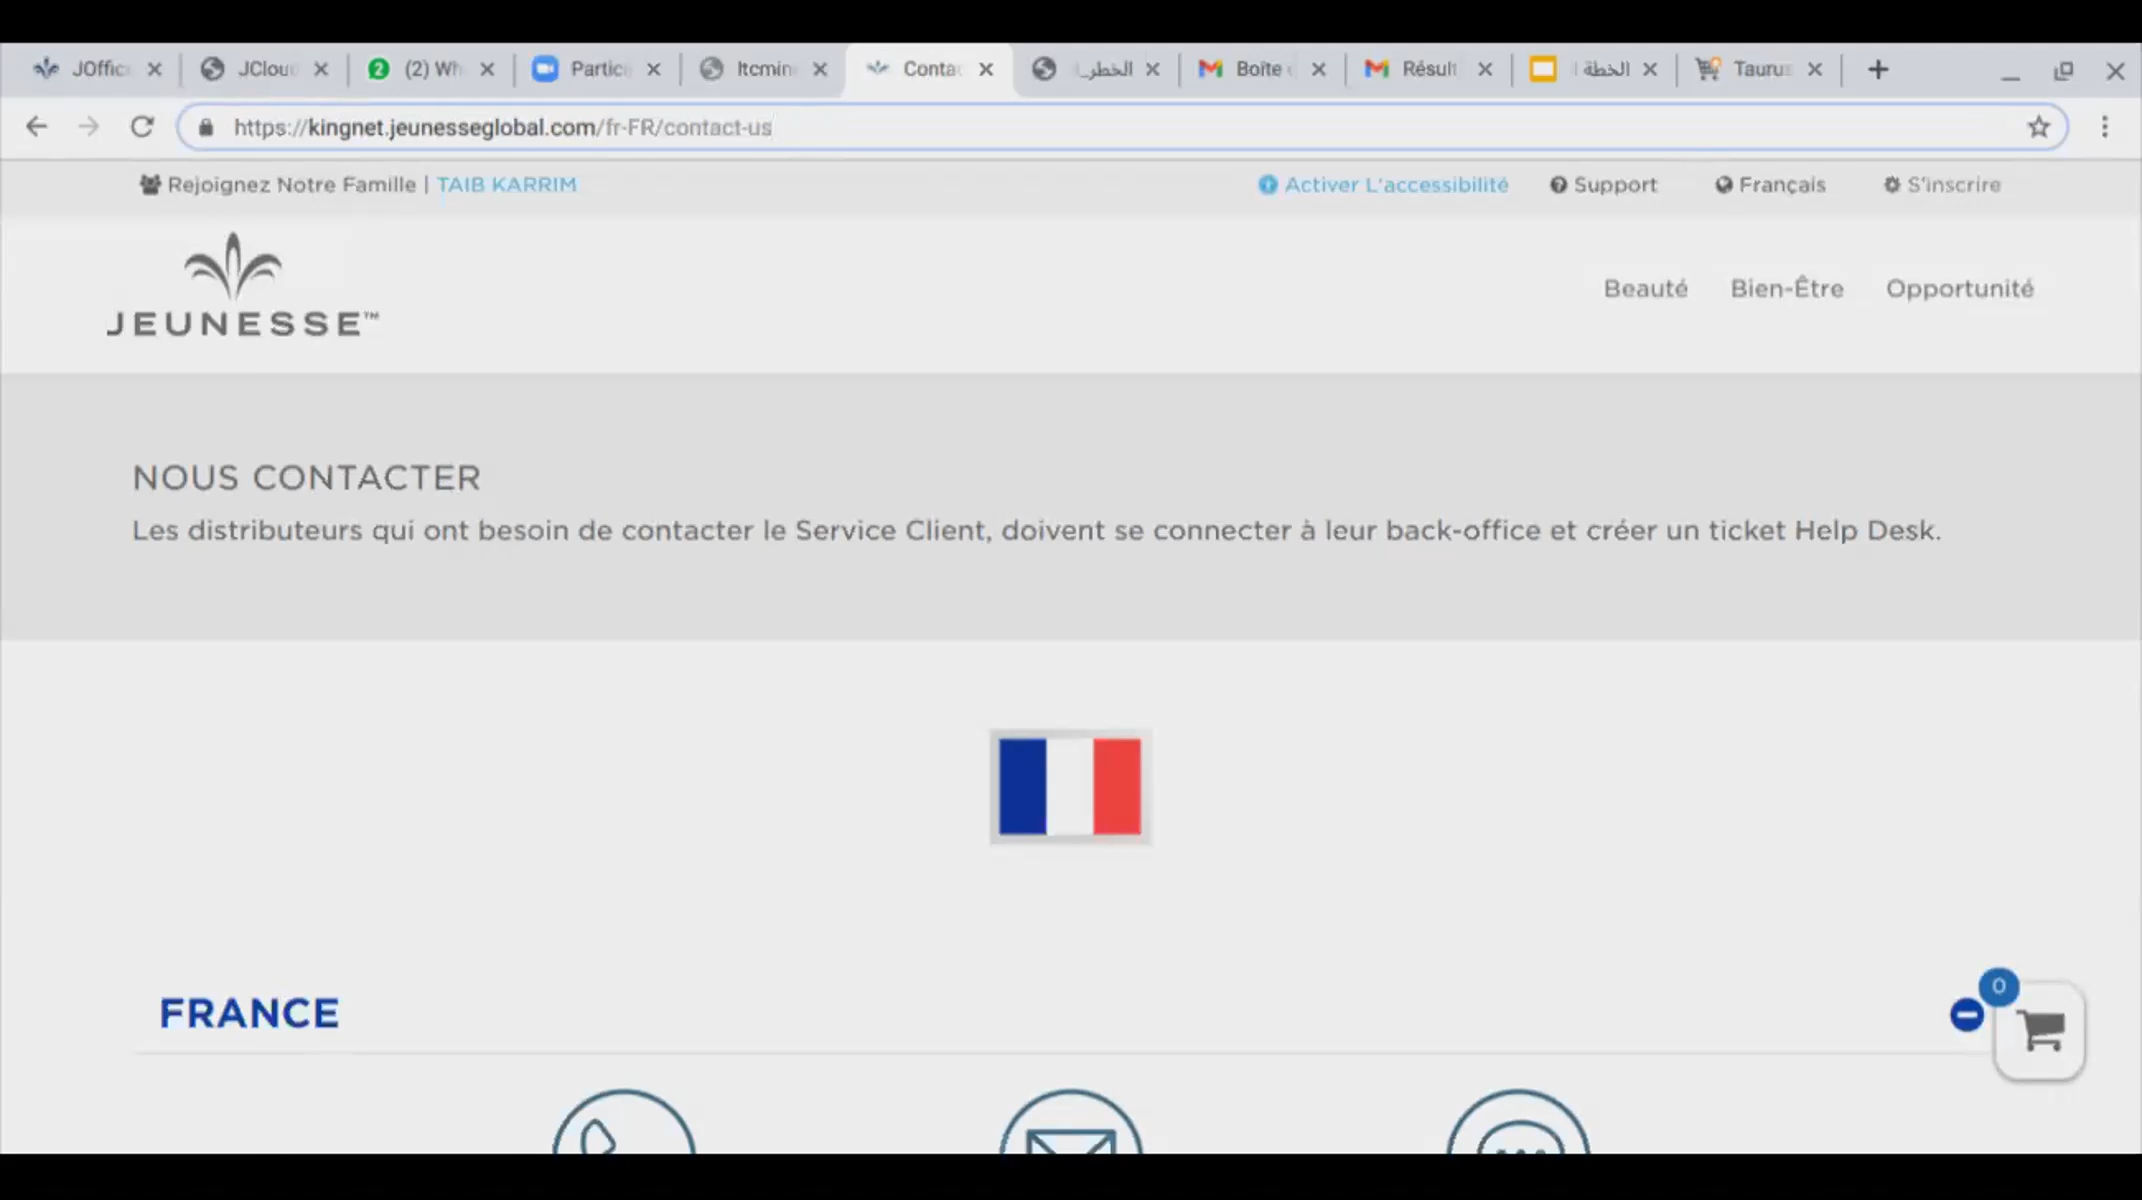 JOffic
JClou
2
(2) Wh
Partici
Itcmin
Contac
الخطر
Boîte
Résult
الخطة
Taurus
https://kingnet.jeunesseglobal.com/fr-FR/contact-us
Rejoignez Notre Famille | TAIB KARRIM
Activer L'accessibilité
Support
Français
S'inscrire
JEUNESSE™
Beauté
Bien-Être
Opportunité
NOUS CONTACTER
Les distributeurs qui ont besoin de contacter le Service Client, doivent se connecter à leur back-office et créer un ticket Help Desk.
0
FRANCE